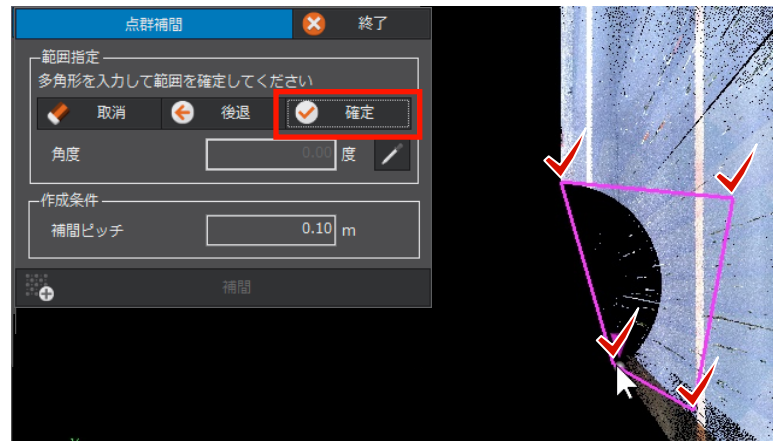 点群補間
終了
範囲指定
多角形を入力して範囲を確定してください
取消
後退
確定
角度
0.00
度
作成条件
補間ピッチ
0.10
m
補間